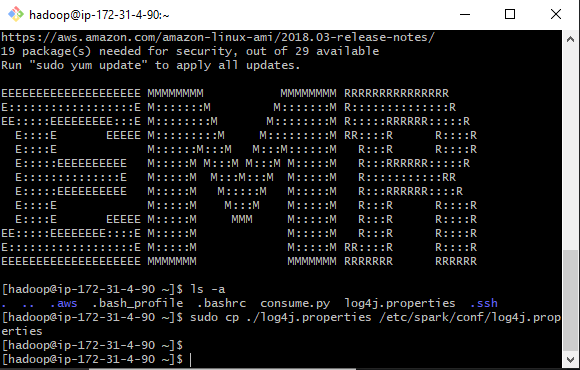 hadoop@ip-172-31-4-90:~
https://aws.amazon.com/amazon-linux-ami/2018.03-release-notes/
19 package(s) needed for security, out of 29 available
Run "sudo yum update" to apply all updates.
EEEEEEEEEEEEEEEEEEEE MMMMMMMM           MMMMMMMM RRRRRRRRRRRRRRR
E::::::::::::::::::E M:::::::M         M:::::::M R::::::::::::::R
EE:::::EEEEEEEEE:::E M::::::::M       M::::::::M R:::::RRRRRR:::::R
  E::::E       EEEEE M:::::::::M     M:::::::::M RR::::R      R::::R
  E::::E             M::::::M:::M   M:::M::::::M   R:::R      R::::R
  E:::::EEEEEEEEEE   M:::::M M:::M M:::M M:::::M   R:::RRRRRR:::::R
  E::::::::::::::E   M:::::M  M:::M:::M  M:::::M   R:::::::::::RR
  E:::::EEEEEEEEEE   M:::::M   M:::::M   M:::::M   R:::RRRRRR::::R
  E::::E             M:::::M    M:::M    M:::::M   R:::R      R::::R
  E::::E       EEEEE M:::::M     MMM     M:::::M   R:::R      R::::R
EE:::::EEEEEEEE::::E M:::::M             M:::::M   R:::R      R::::R
E::::::::::::::::::E M:::::M             M:::::M RR::::R      R::::R
EEEEEEEEEEEEEEEEEEEE MMMMMMM             MMMMMMM RRRRRRR      RRRRRR
[hadoop@ip-172-31-4-90 ~]$ ls -a
.  ..  .aws  .bash_profile  .bashrc  consume.py  log4j.properties  .ssh
[hadoop@ip-172-31-4-90 ~]$ sudo cp ./log4j.properties /etc/spark/conf/log4j.prop
erties
[hadoop@ip-172-31-4-90 ~]$
[hadoop@ip-172-31-4-90 ~]$